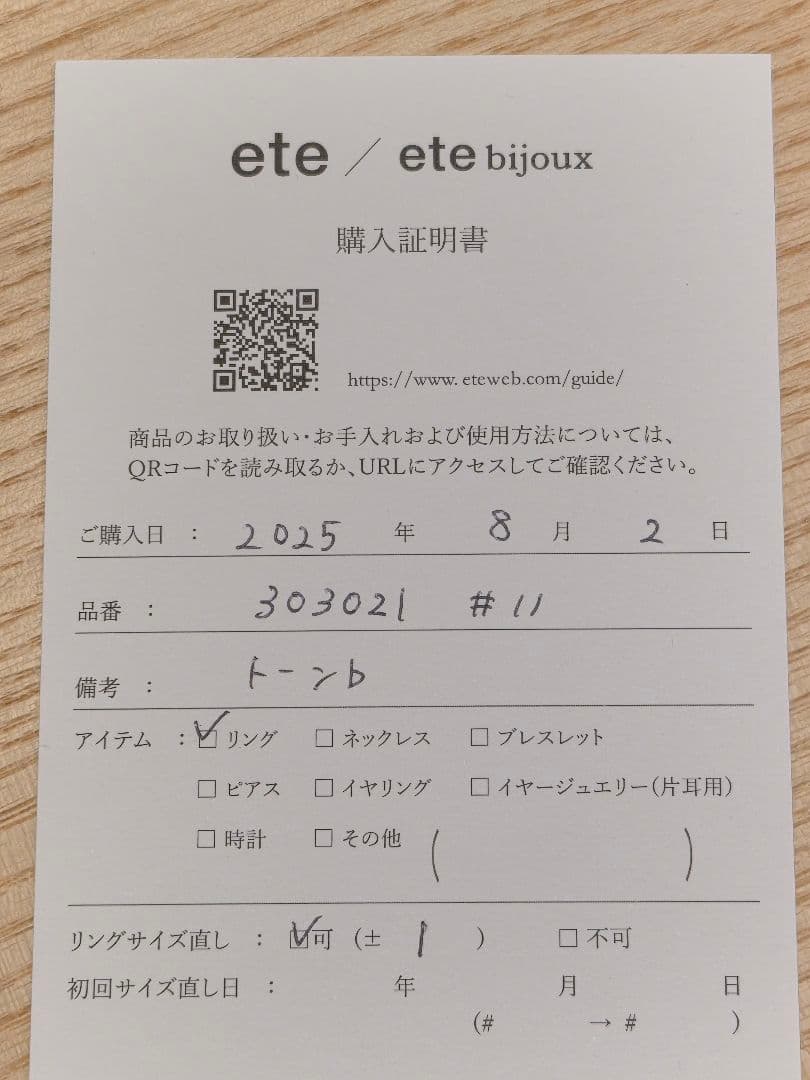 ete / ete bijoux
購入証明書
https://www.eteweb.com/guide/
商品のお取り扱い・お手入れおよび使用方法については、
QRコードを読み取るか、URLにアクセスしてご確認ください。
ご購入日 : 2025 年 8 月 2 日
品番 : 303021 #11
備考 : トーンb
アイテム : ☑リング □ネックレス □ブレスレット
□ピアス □イヤリング □イヤージュエリー(片耳用)
□時計 □その他 ( )
リングサイズ直し : ☑可 (± 1 ) □不可
初回サイズ直し日 : 年 月 日
(# → # )